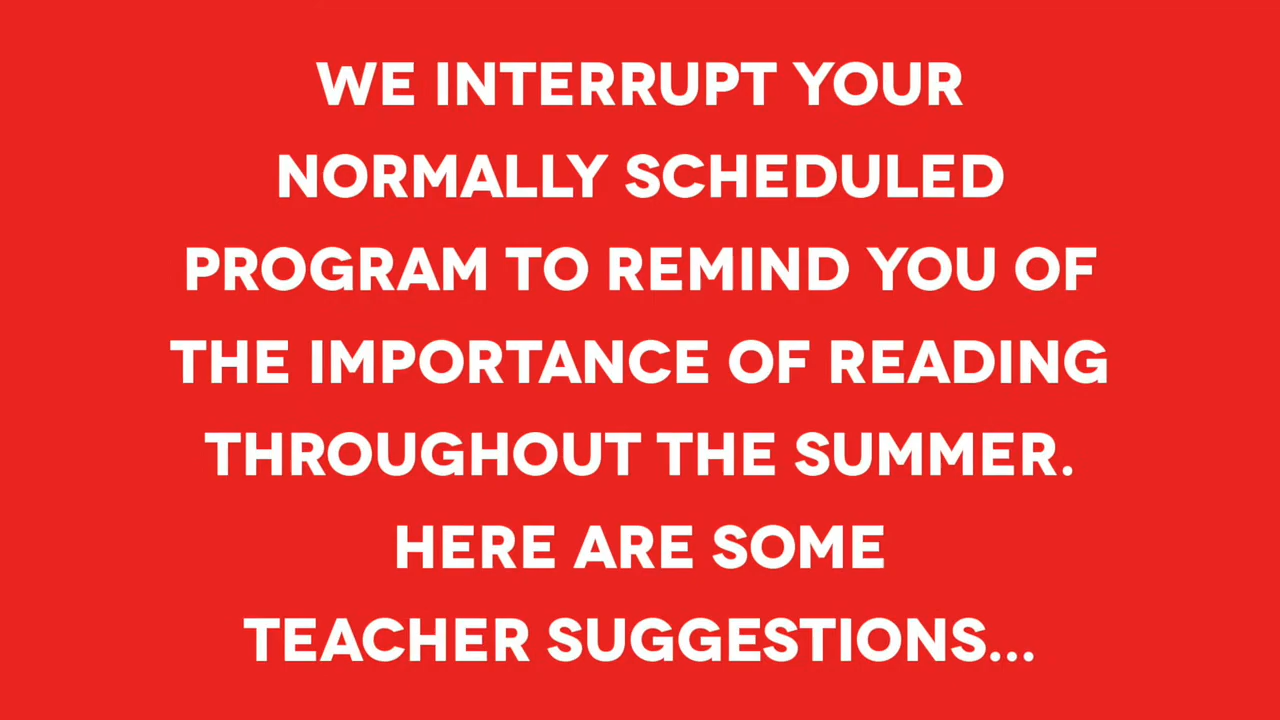 WE INTERRUPT YOUR
NORMALLY SCHEDULED
PROGRAM TO REMIND YOU OF
THE IMPORTANCE OF READING
THROUGHOUT THE SUMMER.
HERE ARE SOME
TEACHER SUGGESTIONS...